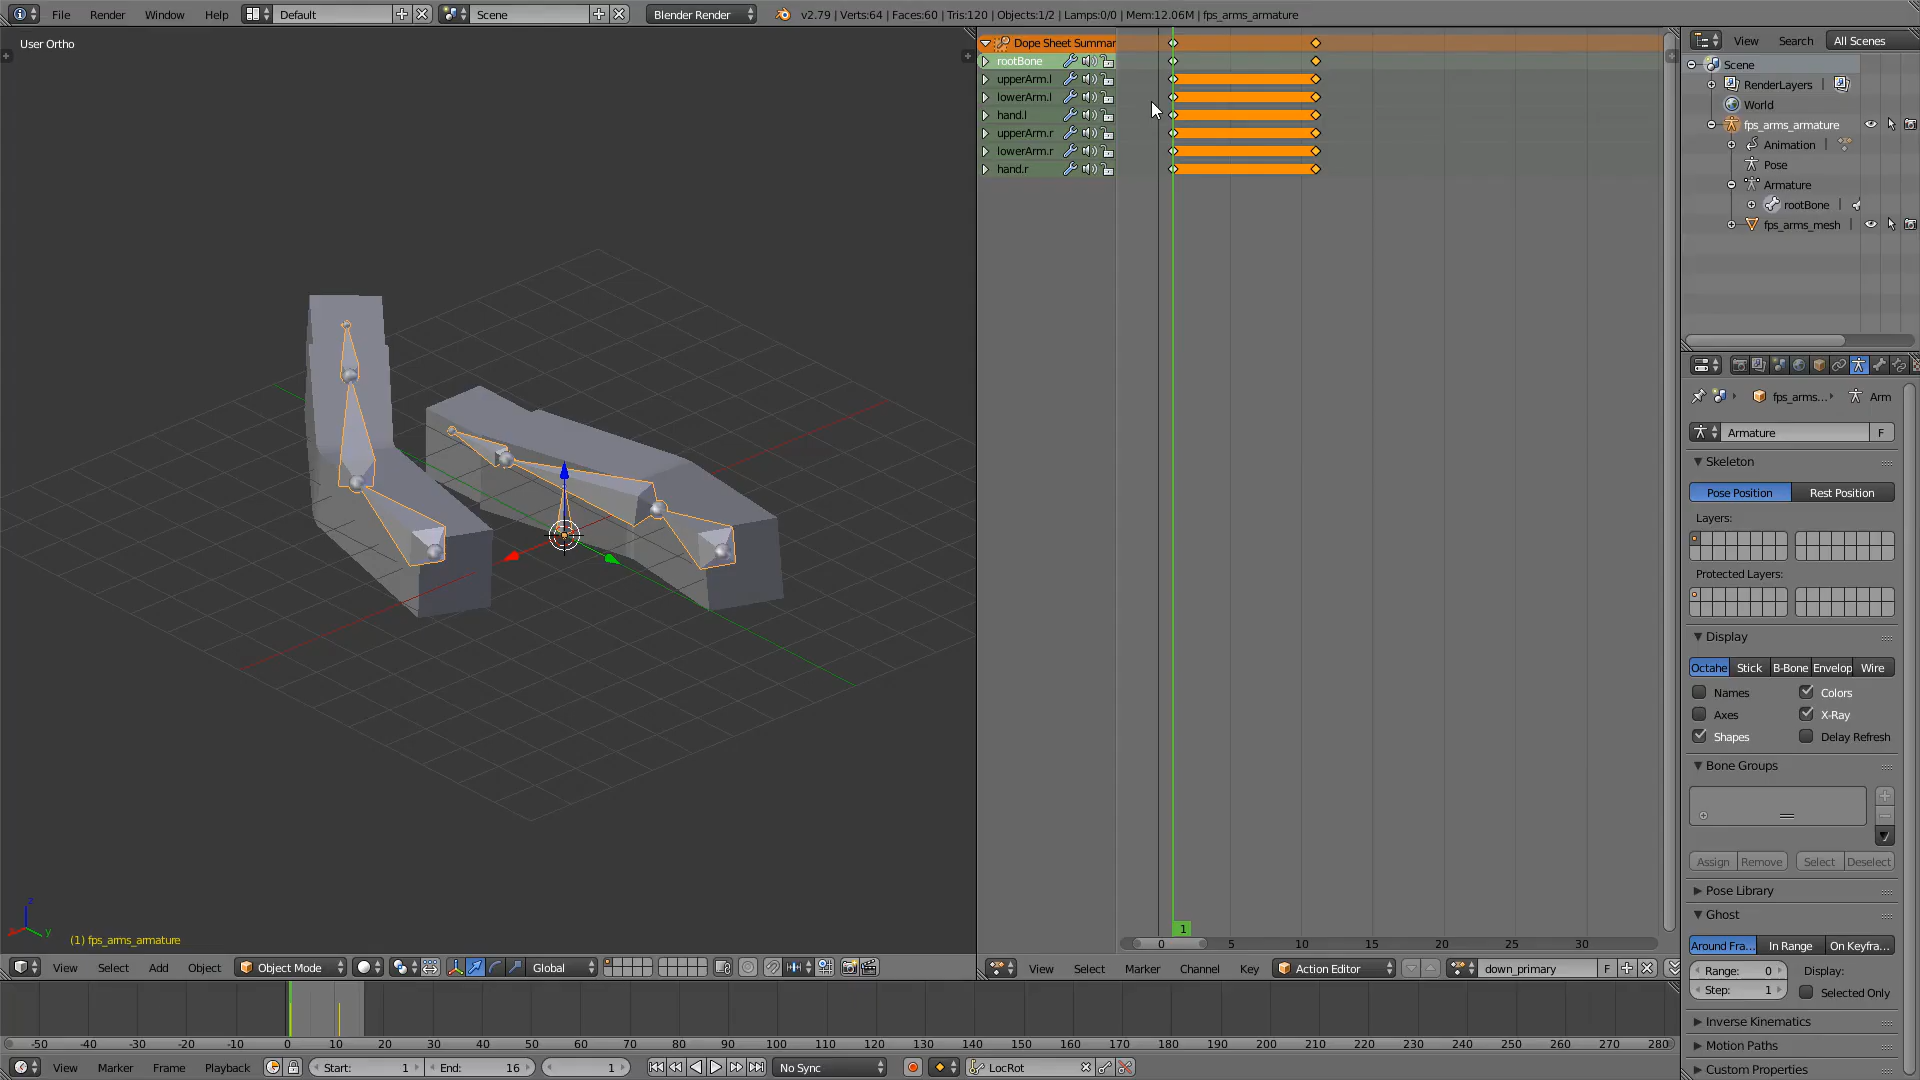 File Render Window Help Default Scene Blender Render v2.79 | Verts:64 | Faces:60 | Tris:120 | Objects:1/2 | Lamps:0/0 | Mem:12.06M | fps_arms_armature
User Ortho
(1) fps_arms_armature
View Select Add Object Object Mode Global
Dope Sheet Summar
rootBone
upperArm.l
lowerArm.l
hand.l
upperArm.r
lowerArm.r
hand.r
1
0 5 10 15 20 25 30
View Select Marker Channel Key Action Editor down_primary F
View Search All Scenes
Scene
RenderLayers
World
fps_arms_armature
Animation
Pose
Armature
rootBone
fps_arms_mesh
fps_arms... Arm
Armature F
Skeleton
Pose Position Rest Position
Layers:
Protected Layers:
Display
Octahe Stick B-Bone Envelop Wire
Names Colors
Axes X-Ray
Shapes Delay Refresh
Bone Groups
Assign Remove Select Deselect
Pose Library
Ghost
Around Fra... In Range On Keyfra...
Range: 0 Display:
Step: 1 Selected Only
Inverse Kinematics
Motion Paths
Custom Properties
-50 -40 -30 -20 -10 0 10 20 30 40 50 60 70 80 90 100 110 120 130 140 150 160 170 180 190 200 210 220 230 240 250 260 270 280
View Marker Frame Playback Start: 1 End: 16 1 No Sync LocRot